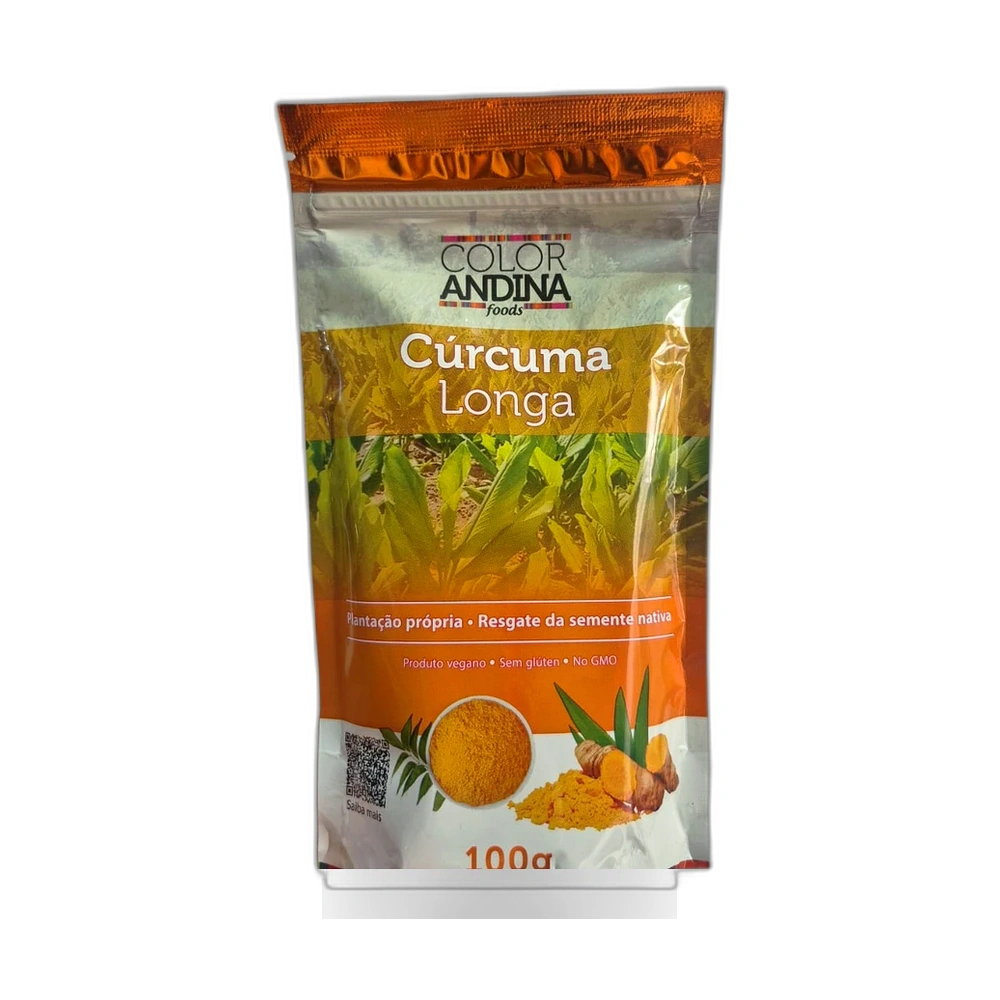 COLOR
ANDINA
foods
Cúrcuma
Longa
Plantação própria • Resgate da semente nativa
Produto vegano • Sem glúten • No GMO
Saiba mais
100g